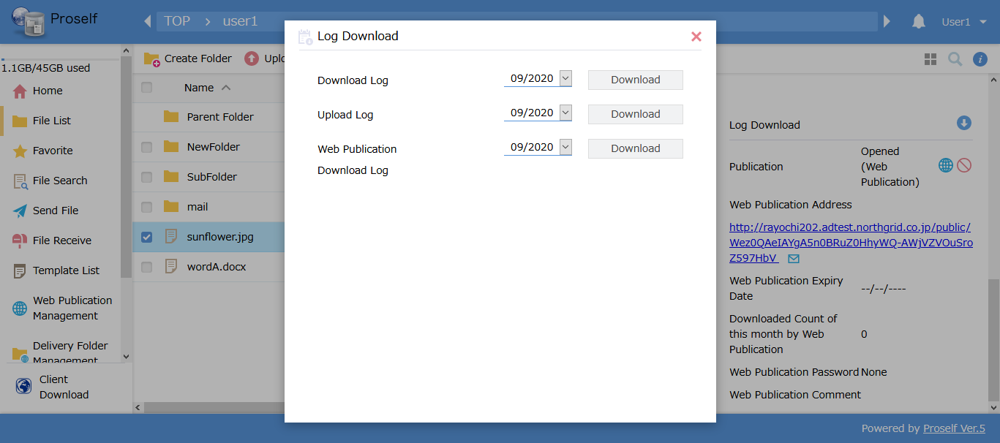 Proself
TOP > user1
User1
1.1GB/45GB used
Home
File List
Favorite
File Search
Send File
File Receive
Template List
Web Publication
Management
Delivery Folder
Management
Client
Download
Create Folder
Name
Parent Folder
NewFolder
SubFolder
mail
sunflower.jpg
wordA.docx
Log Download
Download Log 09/2020 Download
Upload Log 09/2020 Download
Web Publication 09/2020 Download
Download Log
Log Download
Publication
Opened
(Web
Publication)
Web Publication Address
http://rayochi202.adtest.northgrid.co.jp/public/
Wez0QAeIAYgA5n0BRuZ0HhyWQ-AWjVZVOuSro
Z597HbV
Web Publication Expiry
Date
--/--/----
Downloaded Count of
this month by Web
Publication
0
Web Publication Password None
Web Publication Comment
Powered by Proself Ver.5